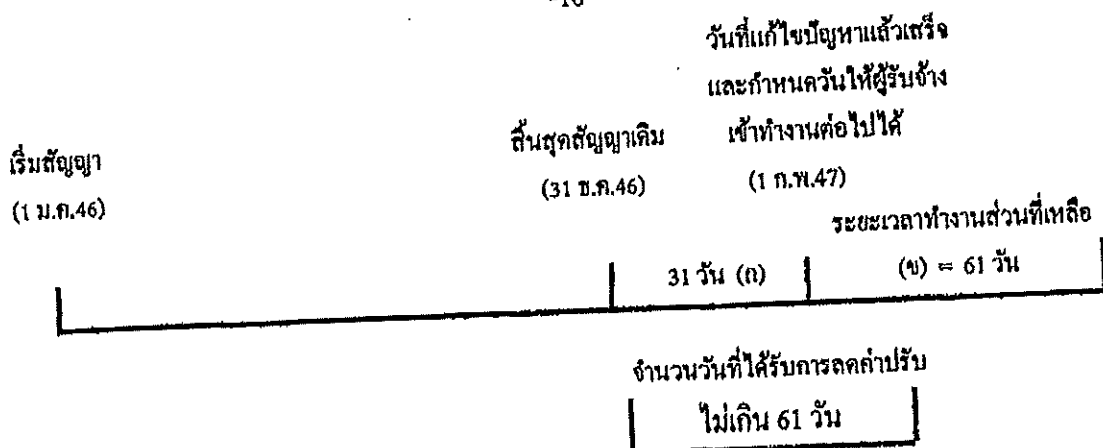 วันที่แก้ไขปัญหาแล้วเสร็จ
และกำหนดวันให้ผู้รับจ้าง
เข้าทำงานต่อไปได้
(1 ก.พ.47)
สิ้นสุดสัญญาเดิม
(31 ธ.ค.46)
เริ่มสัญญา
(1 ม.ค.46)
ระยะเวลาทำงานส่วนที่เหลือ
31 วัน (ก)
(ข) = 61 วัน
จำนวนวันที่ได้รับการลดค่าปรับ
ไม่เกิน 61 วัน